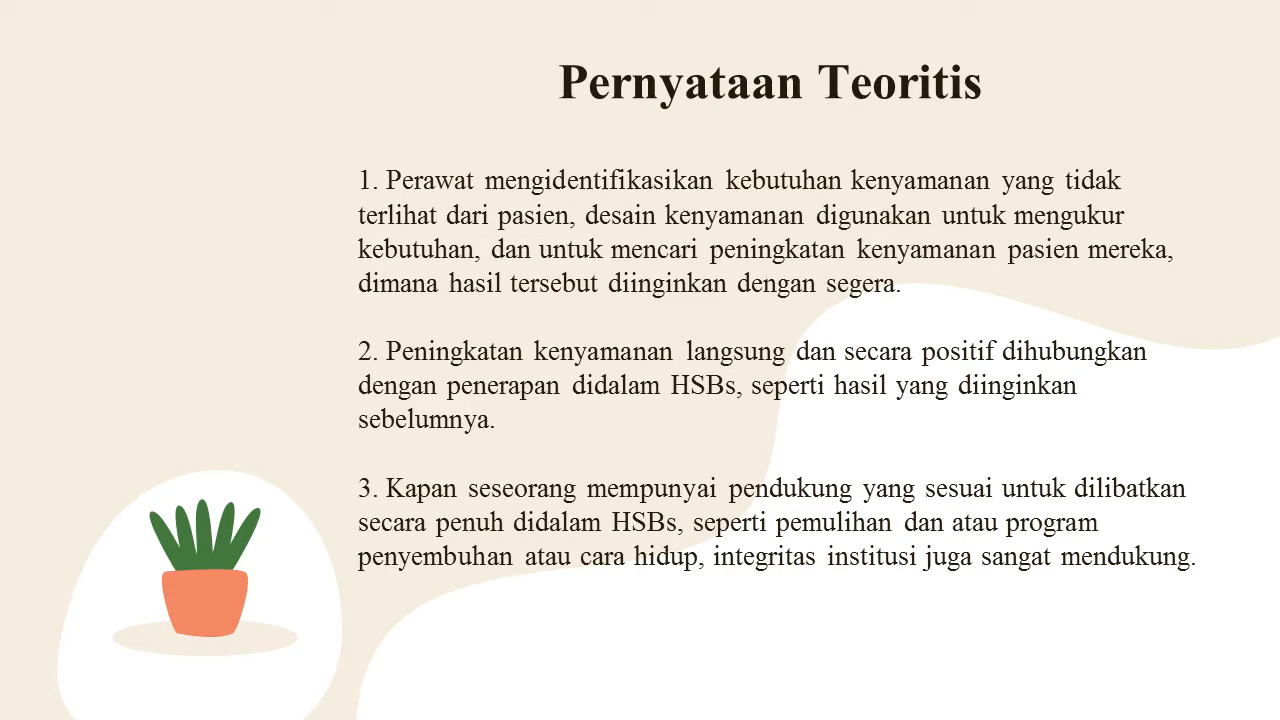 Pernyataan Teoritis
1. Perawat mengidentifikasikan kebutuhan kenyamanan yang tidak
terlihat dari pasien, desain kenyamanan digunakan untuk mengukur
kebutuhan, dan untuk mencari peningkatan kenyamanan pasien mereka,
dimana hasil tersebut diinginkan dengan segera.
2. Peningkatan kenyamanan langsung dan secara positif dihubungkan
dengan penerapan didalam HSBs, seperti hasil yang diinginkan
sebelumnya.
3. Kapan seseorang mempunyai pendukung yang sesuai untuk dilibatkan
secara penuh didalam HSBs, seperti pemulihan dan atau program
penyembuhan atau cara hidup, integritas institusi juga sangat mendukung.